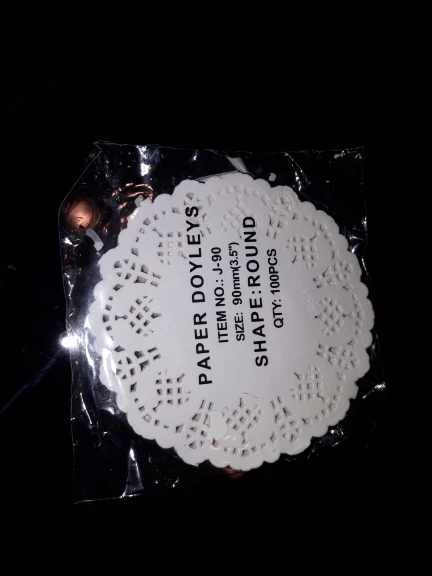 PAPER DOYLEYS
ITEM NO.: J-90
SIZE: 90mm(3.5")
SHAPE:ROUND
QTY: 100PCS